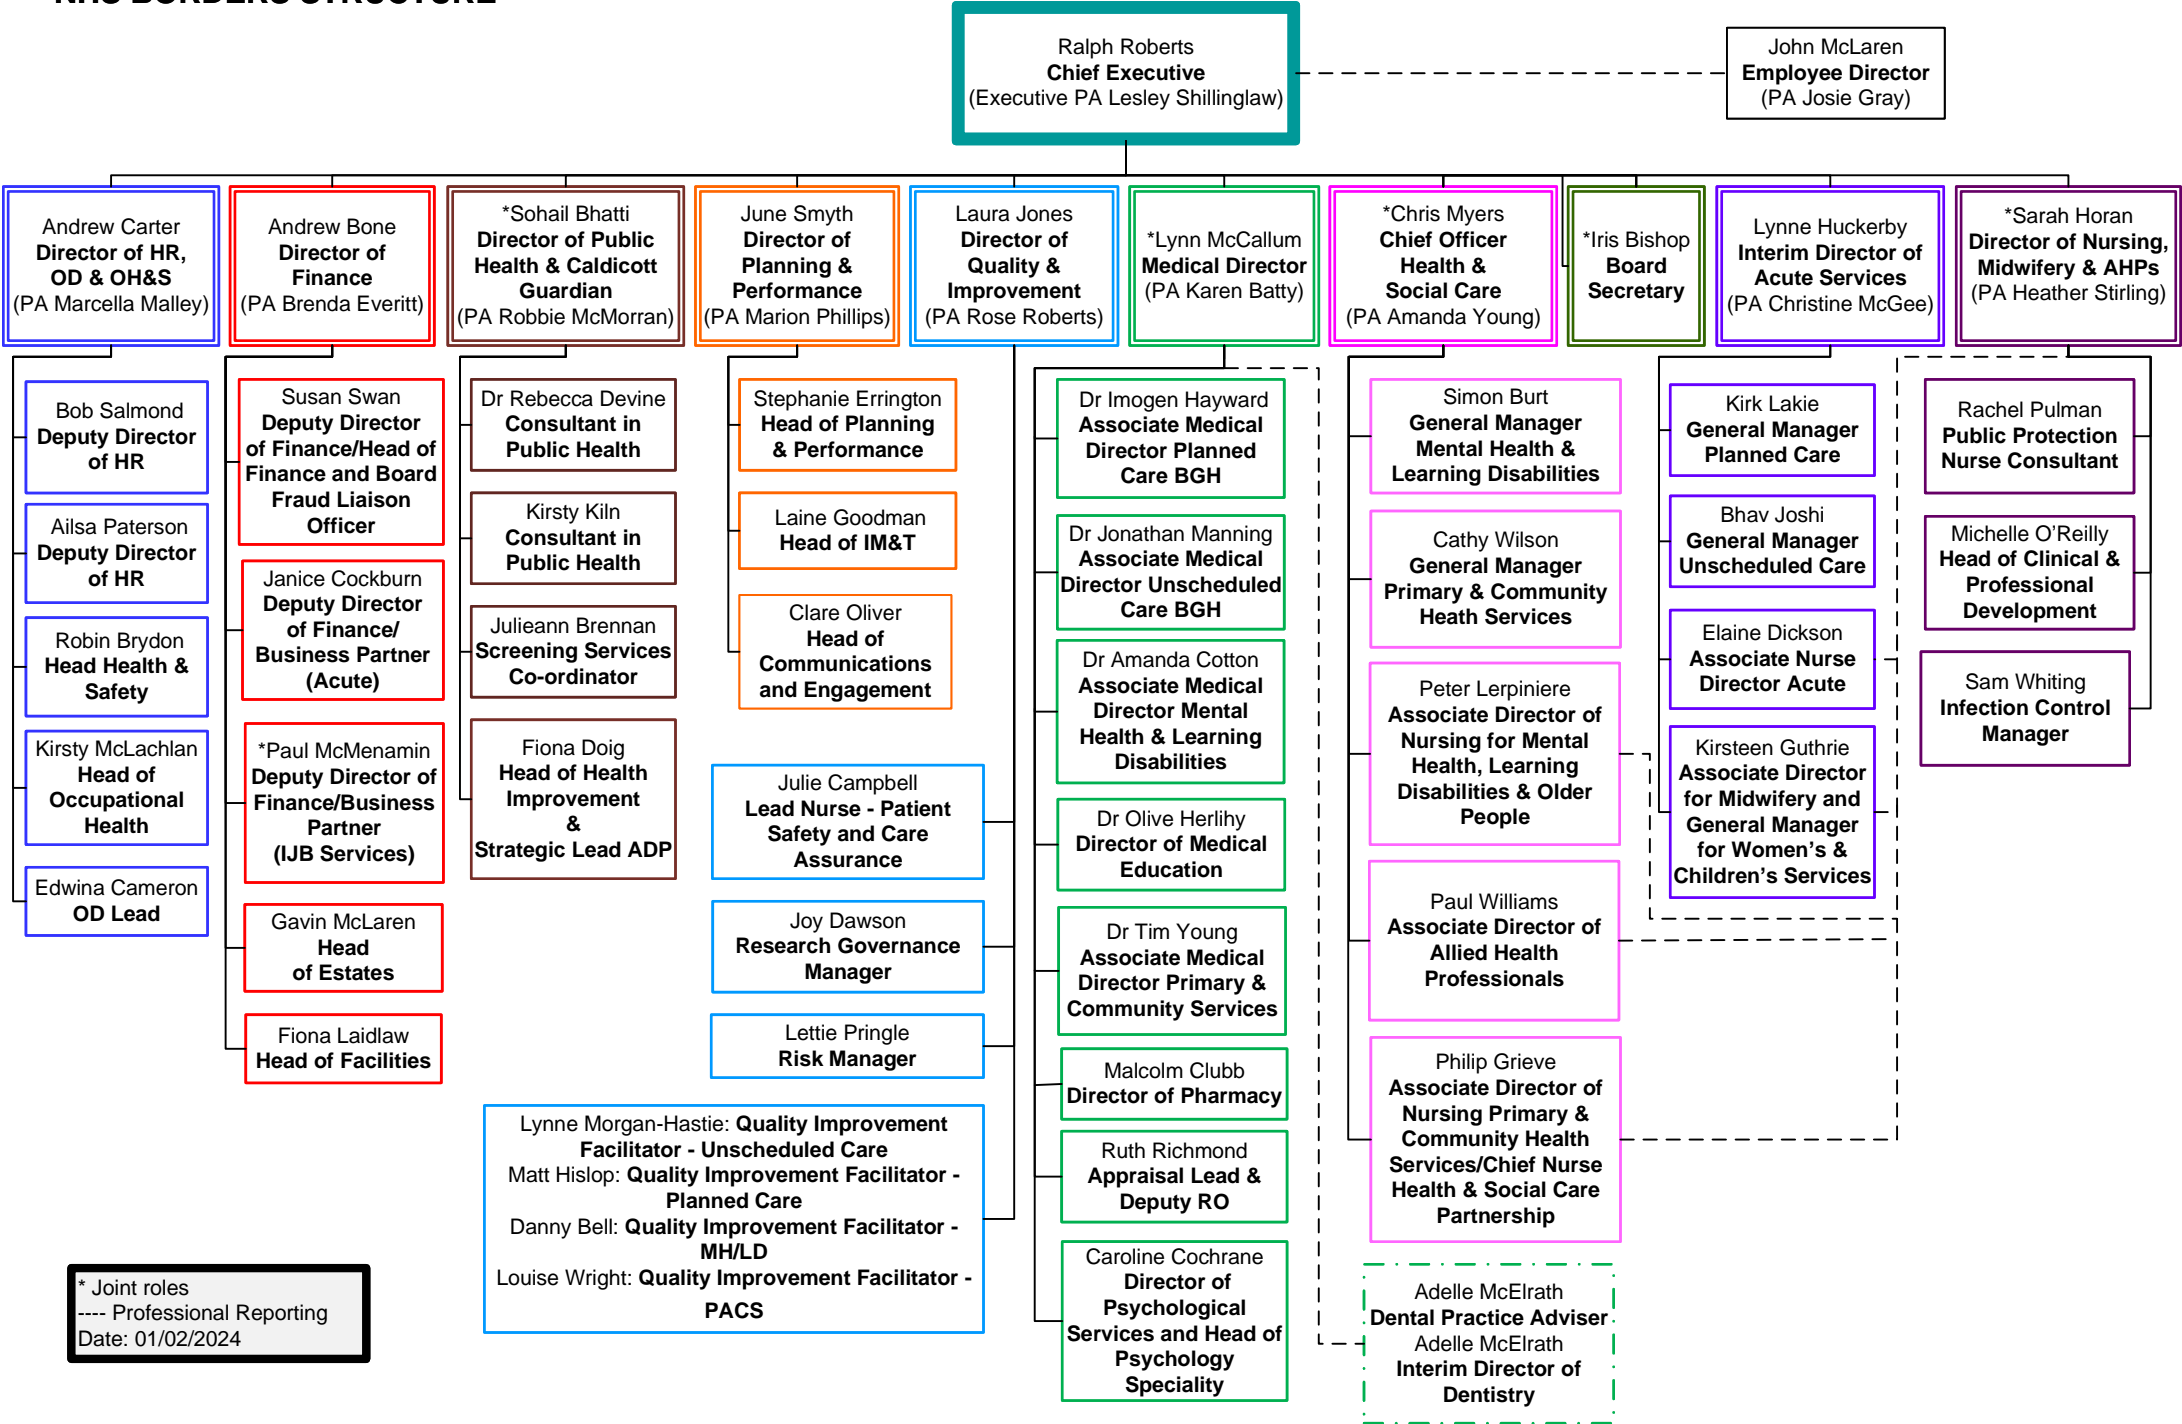 NHS BORDERS STRUCTURE
Ralph Roberts
Chief Executive
(Executive PA Lesley Shillinglaw)
John McLaren
Employee Director
(PA Josie Gray)
Andrew Carter
Director of HR,
OD & OH&S
(PA Marcella Malley)
Andrew Bone
Director of
Finance
(PA Brenda Everitt)
*Sohail Bhatti
Director of Public
Health & Caldicott
Guardian
(PA Robbie McMorran)
June Smyth
Director of
Planning &
Performance
(PA Marion Phillips)
Laura Jones
Director of
Quality &
Improvement
(PA Rose Roberts)
*Lynn McCallum
Medical Director
(PA Karen Batty)
*Chris Myers
Chief Officer
Health &
Social Care
(PA Amanda Young)
*Iris Bishop
Board
Secretary
Lynne Huckerby
Interim Director of
Acute Services
(PA Christine McGee)
*Sarah Horan
Director of Nursing,
Midwifery & AHPs
(PA Heather Stirling)
Bob Salmond
Deputy Director
of HR
Ailsa Paterson
Deputy Director
of HR
Robin Brydon
Head Health &
Safety
Kirsty McLachlan
Head of
Occupational
Health
Edwina Cameron
OD Lead
Susan Swan
Deputy Director
of Finance/Head of
Finance and Board
Fraud Liaison
Officer
Janice Cockburn
Deputy Director
of Finance/
Business Partner
(Acute)
*Paul McMenamin
Deputy Director of
Finance/Business
Partner
(IJB Services)
Gavin McLaren
Head
of Estates
Fiona Laidlaw
Head of Facilities
Dr Rebecca Devine
Consultant in
Public Health
Kirsty Kiln
Consultant in
Public Health
Julieann Brennan
Screening Services
Co-ordinator
Fiona Doig
Head of Health
Improvement
&
Strategic Lead ADP
Stephanie Errington
Head of Planning
& Performance
Laine Goodman
Head of IM&T
Clare Oliver
Head of
Communications
and Engagement
Julie Campbell
Lead Nurse - Patient
Safety and Care
Assurance
Joy Dawson
Research Governance
Manager
Lettie Pringle
Risk Manager
Lynne Morgan-Hastie: Quality Improvement
Facilitator - Unscheduled Care
Matt Hislop: Quality Improvement Facilitator -
Planned Care
Danny Bell: Quality Improvement Facilitator -
MH/LD
Louise Wright: Quality Improvement Facilitator -
PACS
Dr Imogen Hayward
Associate Medical
Director Planned
Care BGH
Dr Jonathan Manning
Associate Medical
Director Unscheduled
Care BGH
Dr Amanda Cotton
Associate Medical
Director Mental
Health & Learning
Disabilities
Dr Olive Herlihy
Director of Medical
Education
Dr Tim Young
Associate Medical
Director Primary &
Community Services
Malcolm Clubb
Director of Pharmacy
Ruth Richmond
Appraisal Lead &
Deputy RO
Caroline Cochrane
Director of
Psychological
Services and Head of
Psychology
Speciality
Simon Burt
General Manager
Mental Health &
Learning Disabilities
Cathy Wilson
General Manager
Primary & Community
Heath Services
Peter Lerpiniere
Associate Director of
Nursing for Mental
Health, Learning
Disabilities & Older
People
Paul Williams
Associate Director of
Allied Health
Professionals
Philip Grieve
Associate Director of
Nursing Primary &
Community Health
Services/Chief Nurse
Health & Social Care
Partnership
Adelle McElrath
Dental Practice Adviser
Adelle McElrath
Interim Director of
Dentistry
Kirk Lakie
General Manager
Planned Care
Bhav Joshi
General Manager
Unscheduled Care
Elaine Dickson
Associate Nurse
Director Acute
Kirsteen Guthrie
Associate Director
for Midwifery and
General Manager
for Women's &
Children's Services
Rachel Pulman
Public Protection
Nurse Consultant
Michelle O'Reilly
Head of Clinical &
Professional
Development
Sam Whiting
Infection Control
Manager
* Joint roles
---- Professional Reporting
Date: 01/02/2024